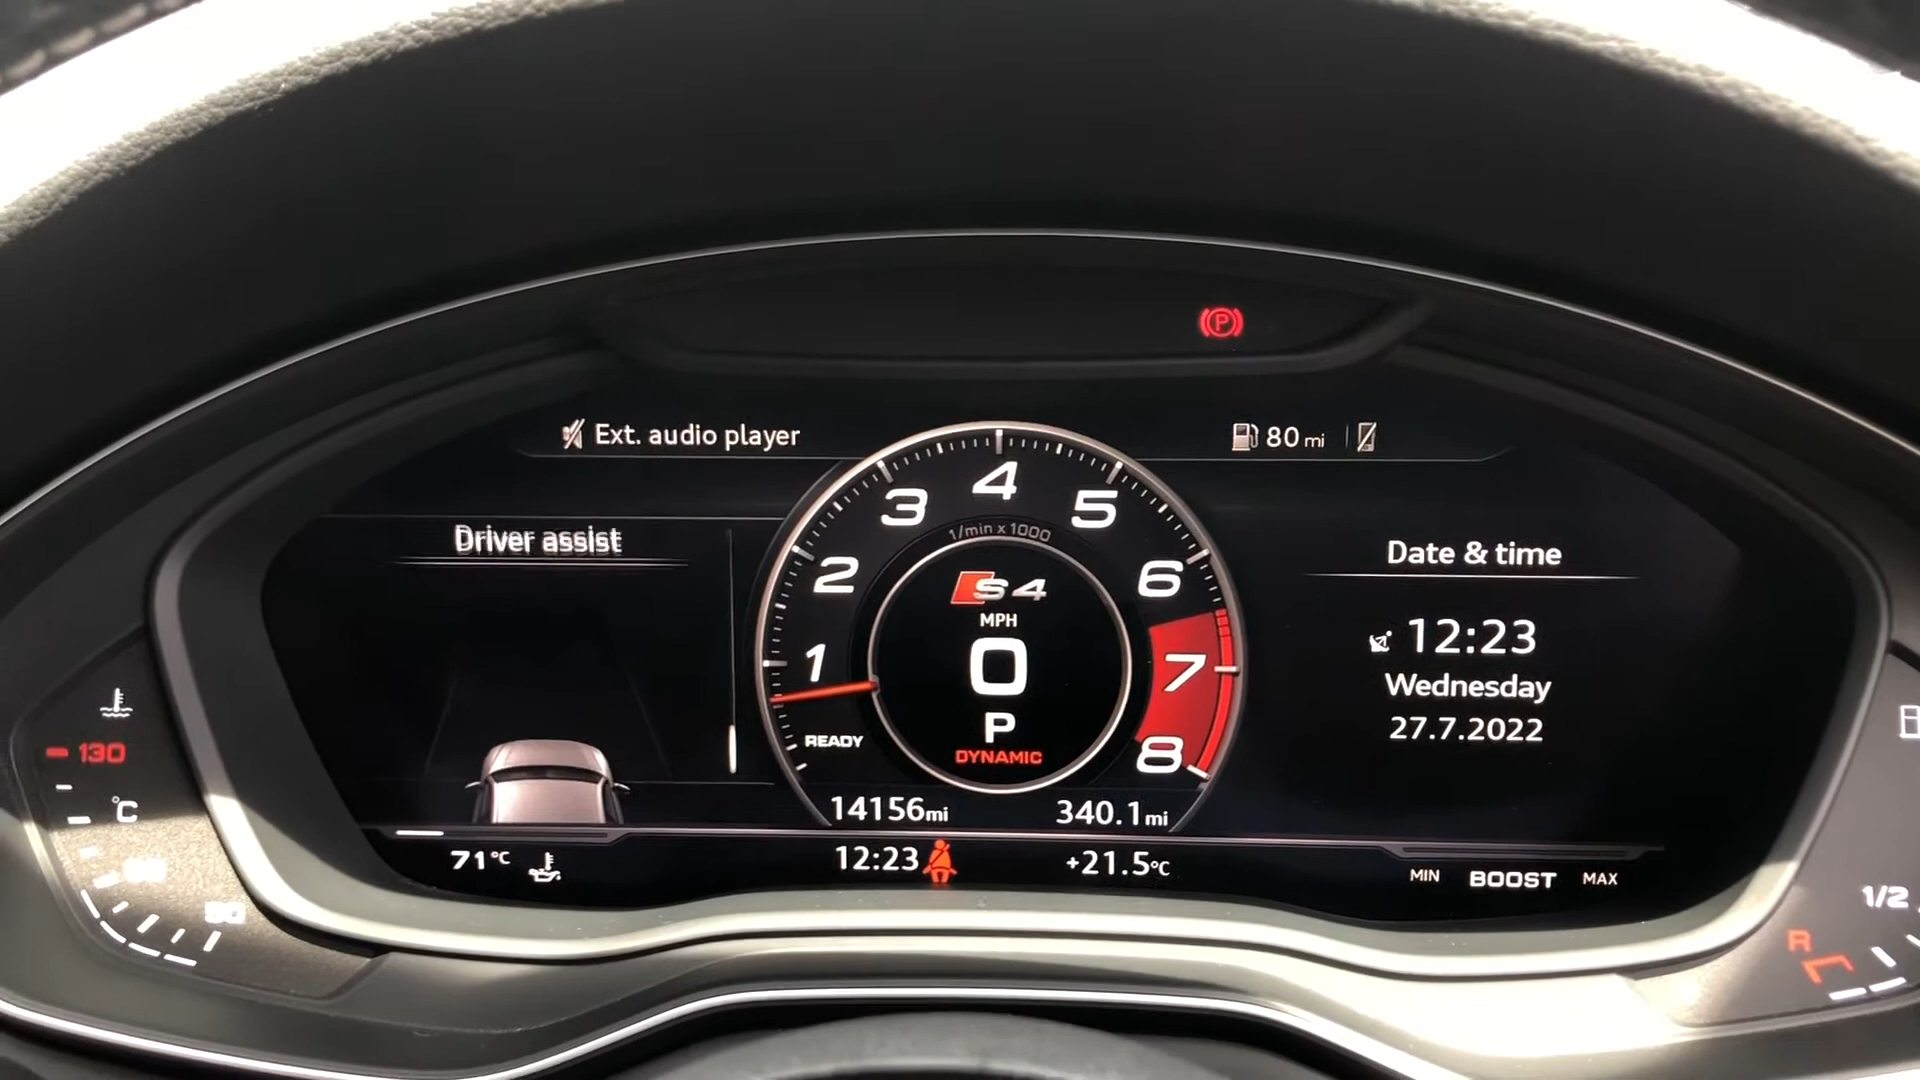 Ext. audio player
80 mi
Driver assist
Date & time
1/min x 1000
1
2
3
4
5
6
7
8
S4
MPH
0
P
DYNAMIC
READY
12:23
Wednesday
27.7.2022
14156mi
340.1mi
71°C
12:23
+21.5°C
MIN BOOST MAX
130
°C
90
50
1/2
R
P